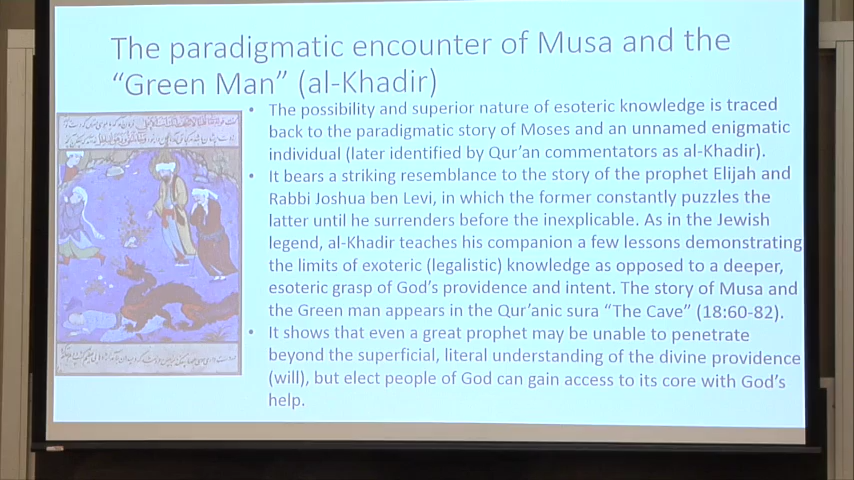 The paradigmatic encounter of Musa and the
“Green Man” (al-Khadir)
• The possibility and superior nature of esoteric knowledge is traced
back to the paradigmatic story of Moses and an unnamed enigmatic
individual (later identified by Qur’an commentators as al-Khadir).
• It bears a striking resemblance to the story of the prophet Elijah and
Rabbi Joshua ben Levi, in which the former constantly puzzles the
latter until he surrenders before the inexplicable. As in the Jewish
legend, al-Khadir teaches his companion a few lessons demonstrating
the limits of exoteric (legalistic) knowledge as opposed to a deeper,
esoteric grasp of God’s providence and intent. The story of Musa and
the Green man appears in the Qur’anic sura “The Cave” (18:60-82).
• It shows that even a great prophet may be unable to penetrate
beyond the superficial, literal understanding of the divine providence
(will), but elect people of God can gain access to its core with God’s
help.